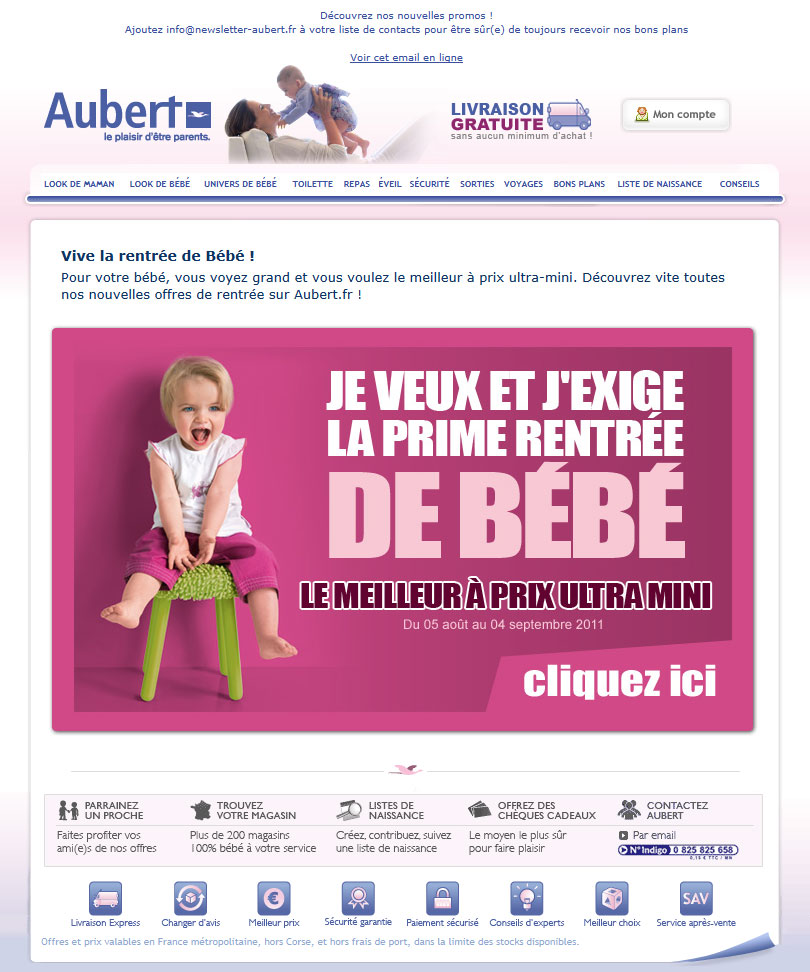 Découvrez nos nouvelles promos !
Ajoutez info@newsletter-aubert.fr à votre liste de contacts pour être sûr(e) de toujours recevoir nos bons plans
Voir cet email en ligne
Aubert
le plaisir d'être parents.
LIVRAISON
GRATUITE
sans aucun minimum d'achat !
Mon compte
LOOK DE MAMAN LOOK DE BÉBÉ UNIVERS DE BÉBÉ TOILETTE REPAS ÉVEIL SÉCURITÉ SORTIES VOYAGES BONS PLANS LISTE DE NAISSANCE CONSEILS
Vive la rentrée de Bébé !
Pour votre bébé, vous voyez grand et vous voulez le meilleur à prix ultra-mini. Découvrez vite toutes
nos nouvelles offres de rentrée sur Aubert.fr !
JE VEUX ET J'EXIGE
LA PRIME RENTRÉE
DE BÉBÉ
LE MEILLEUR À PRIX ULTRA MINI
Du 05 août au 04 septembre 2011
cliquez ici
PARRAINEZ
UN PROCHE
Faites profiter vos
ami(e)s de nos offres
TROUVEZ
VOTRE MAGASIN
Plus de 200 magasins
100% bébé à votre service
LISTES DE
NAISSANCE
Créez, contribuez, suivez
une liste de naissance
OFFREZ DES
CHÈQUES CADEAUX
Le moyen le plus sûr
pour faire plaisir
CONTACTEZ
AUBERT
Par email
N°Indigo 0 825 825 658
0,15 € TTC / MN
Livraison Express
Changer d'avis
€
Meilleur prix
Sécurité garantie
Paiement sécurisé
Conseils d'experts
Meilleur choix
SAV
Service après-vente
Offres et prix valables en France métropolitaine, hors Corse, et hors frais de port, dans la limite des stocks disponibles.